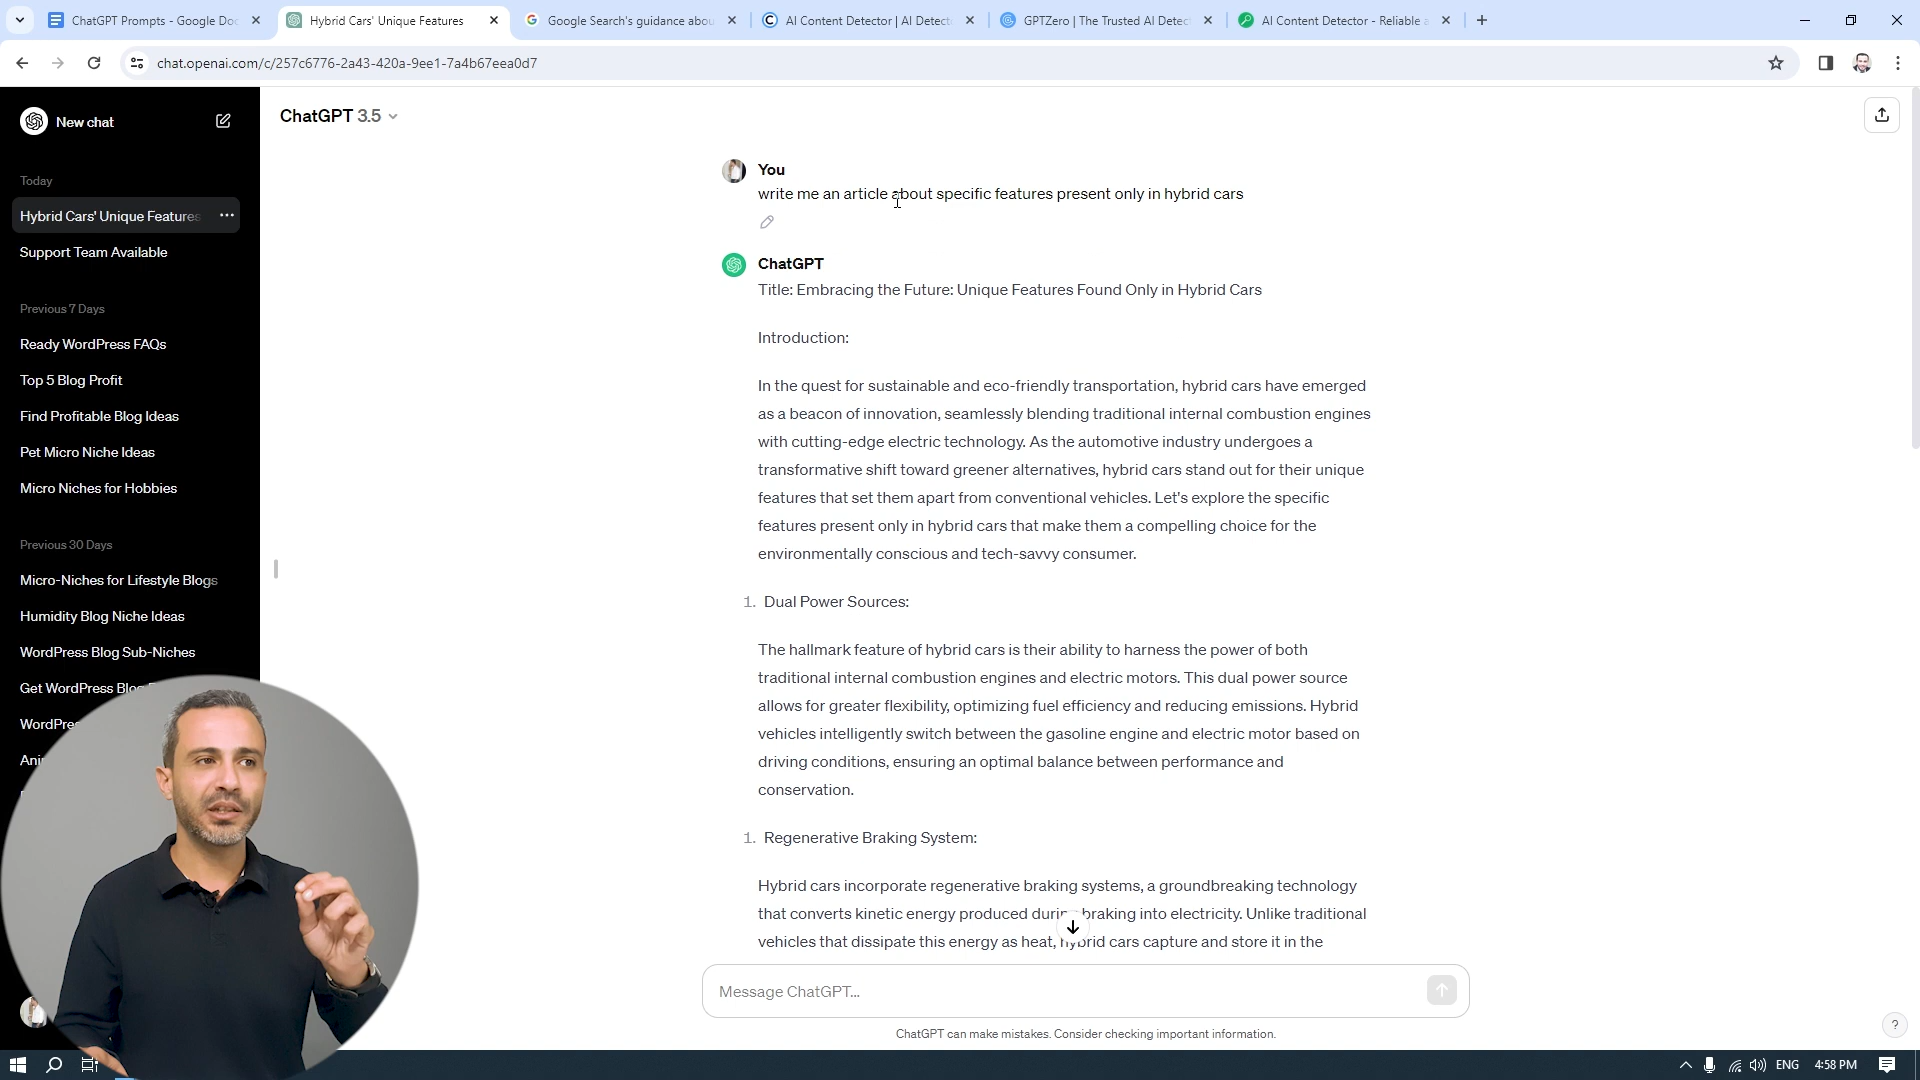 ChatGPT Prompts - Google Doc
Hybrid Cars' Unique Features
Google Search's guidance abou
AI Content Detector | AI Detect
GPTZero | The Trusted AI Detec
AI Content Detector - Reliable a
chat.openai.com/c/257c6776-2a43-420a-9ee1-7a4b67eea0d7
New chat
Today
Hybrid Cars' Unique Features
Support Team Available
Previous 7 Days
Ready WordPress FAQs
Top 5 Blog Profit
Find Profitable Blog Ideas
Pet Micro Niche Ideas
Micro Niches for Hobbies
Previous 30 Days
Micro-Niches for Lifestyle Blogs
Humidity Blog Niche Ideas
WordPress Blog Sub-Niches
Get WordPress Blog
WordPres
Ani
ChatGPT 3.5
You
write me an article about specific features present only in hybrid cars
ChatGPT
Title: Embracing the Future: Unique Features Found Only in Hybrid Cars
Introduction:
In the quest for sustainable and eco-friendly transportation, hybrid cars have emerged
as a beacon of innovation, seamlessly blending traditional internal combustion engines
with cutting-edge electric technology. As the automotive industry undergoes a
transformative shift toward greener alternatives, hybrid cars stand out for their unique
features that set them apart from conventional vehicles. Let's explore the specific
features present only in hybrid cars that make them a compelling choice for the
environmentally conscious and tech-savvy consumer.
1. Dual Power Sources:
The hallmark feature of hybrid cars is their ability to harness the power of both
traditional internal combustion engines and electric motors. This dual power source
allows for greater flexibility, optimizing fuel efficiency and reducing emissions. Hybrid
vehicles intelligently switch between the gasoline engine and electric motor based on
driving conditions, ensuring an optimal balance between performance and
conservation.
1. Regenerative Braking System:
Hybrid cars incorporate regenerative braking systems, a groundbreaking technology
that converts kinetic energy produced during braking into electricity. Unlike traditional
vehicles that dissipate this energy as heat, hybrid cars capture and store it in the
Message ChatGPT...
ChatGPT can make mistakes. Consider checking important information.
?
ENG
4:58 PM